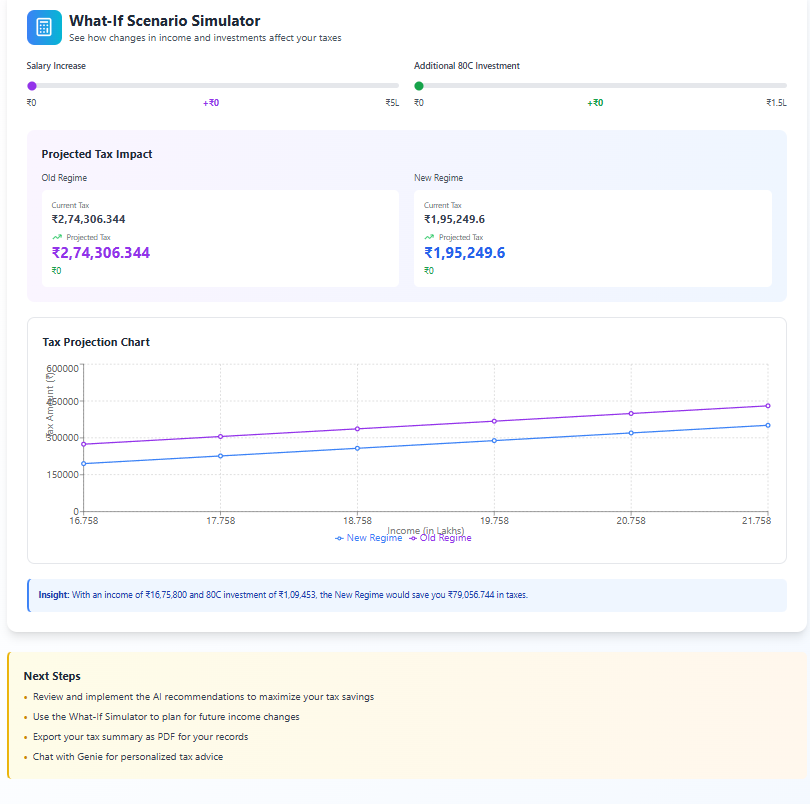 What-If Scenario Simulator
See how changes in income and investments affect your taxes
Salary Increase
₹0 +₹0 ₹5L
Additional 80C Investment
₹0 +₹0 ₹1.5L
Projected Tax Impact
Old Regime
Current Tax
₹2,74,306.344
Projected Tax
₹2,74,306.344
₹0
New Regime
Current Tax
₹1,95,249.6
Projected Tax
₹1,95,249.6
₹0
Tax Projection Chart
Tax Amount (₹)
600000
450000
300000
150000
0
16.758 17.758 18.758 19.758 20.758 21.758
Income (in Lakhs)
New Regime Old Regime
Insight: With an income of ₹16,75,800 and 80C investment of ₹1,09,453, the New Regime would save you ₹79,056.744 in taxes.
Next Steps
• Review and implement the AI recommendations to maximize your tax savings
• Use the What-If Simulator to plan for future income changes
• Export your tax summary as PDF for your records
• Chat with Genie for personalized tax advice